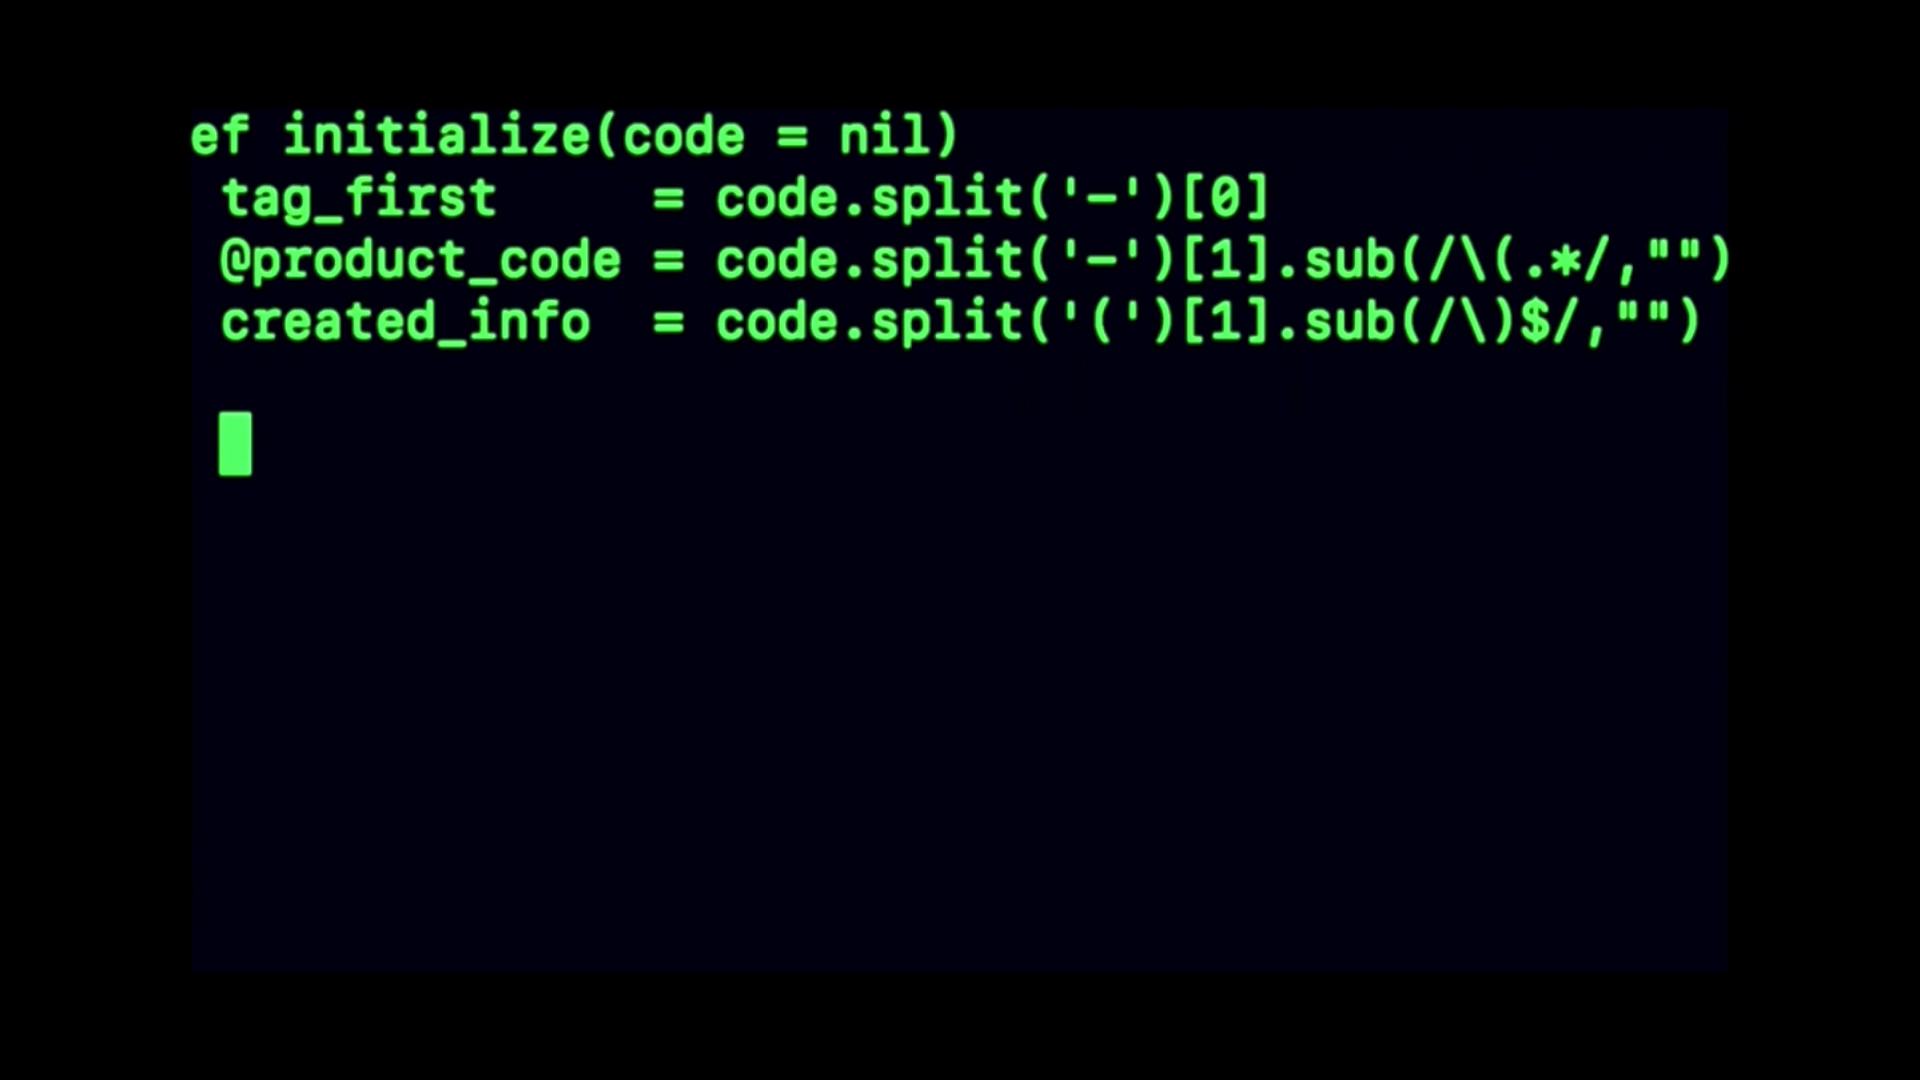 ef initialize(code = nil)
tag_first     = code.split('-')[0]
@product_code = code.split('-')[1].sub(/\(.*/,"")
created_info  = code.split('(')[1].sub(/\)$/,"")